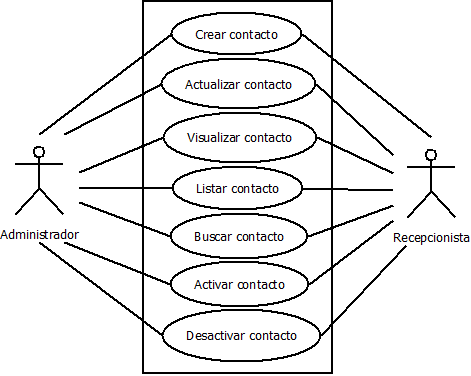 Crear contacto
Actualizar contacto
Visualizar contacto
Listar contacto
Administrador
Buscar contacto
Recepcionista
Activar contacto
Desactivar contacto